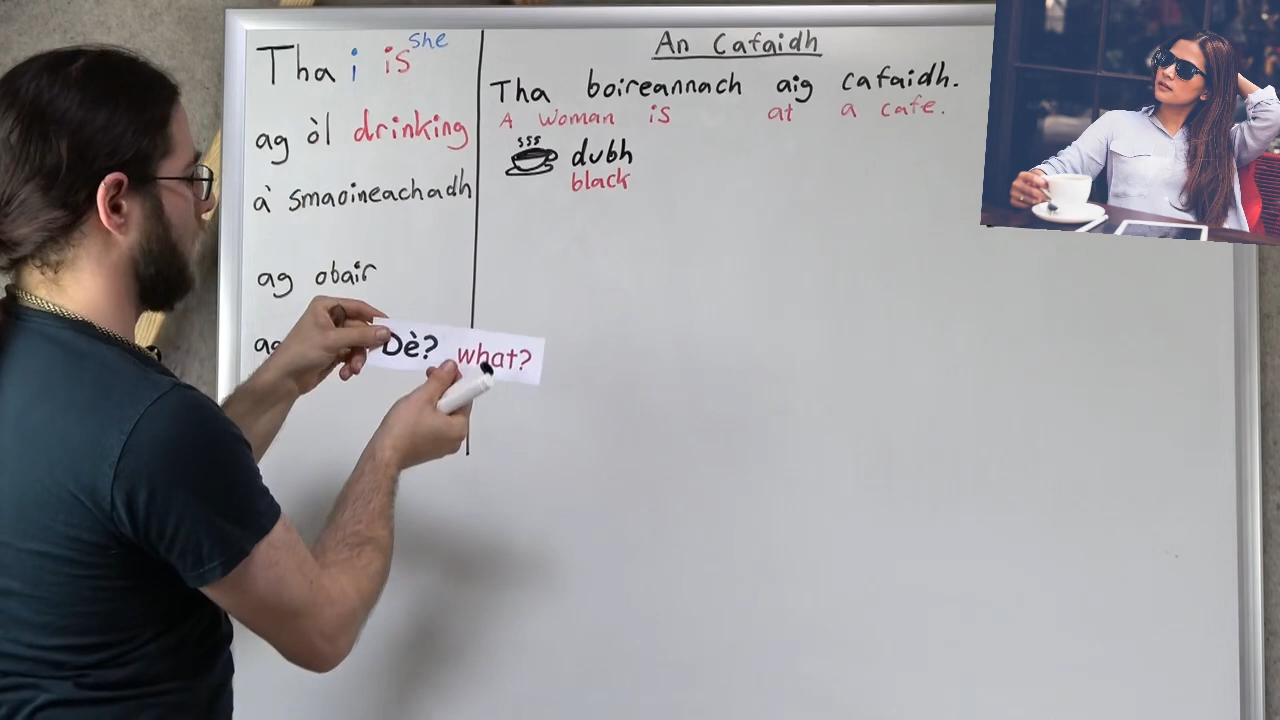 Tha i is she
ag òl drinking
à smaoineachadh
ag obair
ag
Dè? what?
An Cafaidh
Tha boireannach aig cafaidh.
A woman is at a cafe.
dubh
black